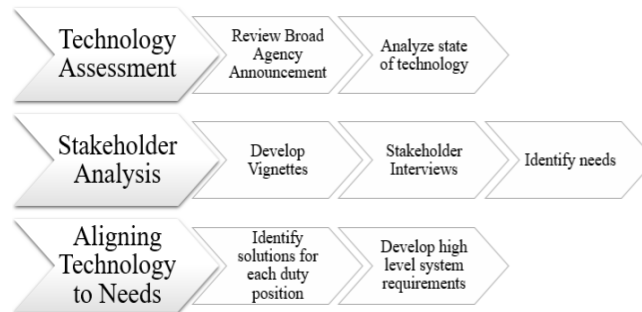 Technology
Assessment
Review Broad
Agency
Announcement
Analyze state
of technology
Stakeholder
Analysis
Develop
Vignettes
Stakeholder
Interviews
Identify needs
Aligning
Technology
to Needs
Identify
solutions for
each duty
position
Develop high
level system
requirements